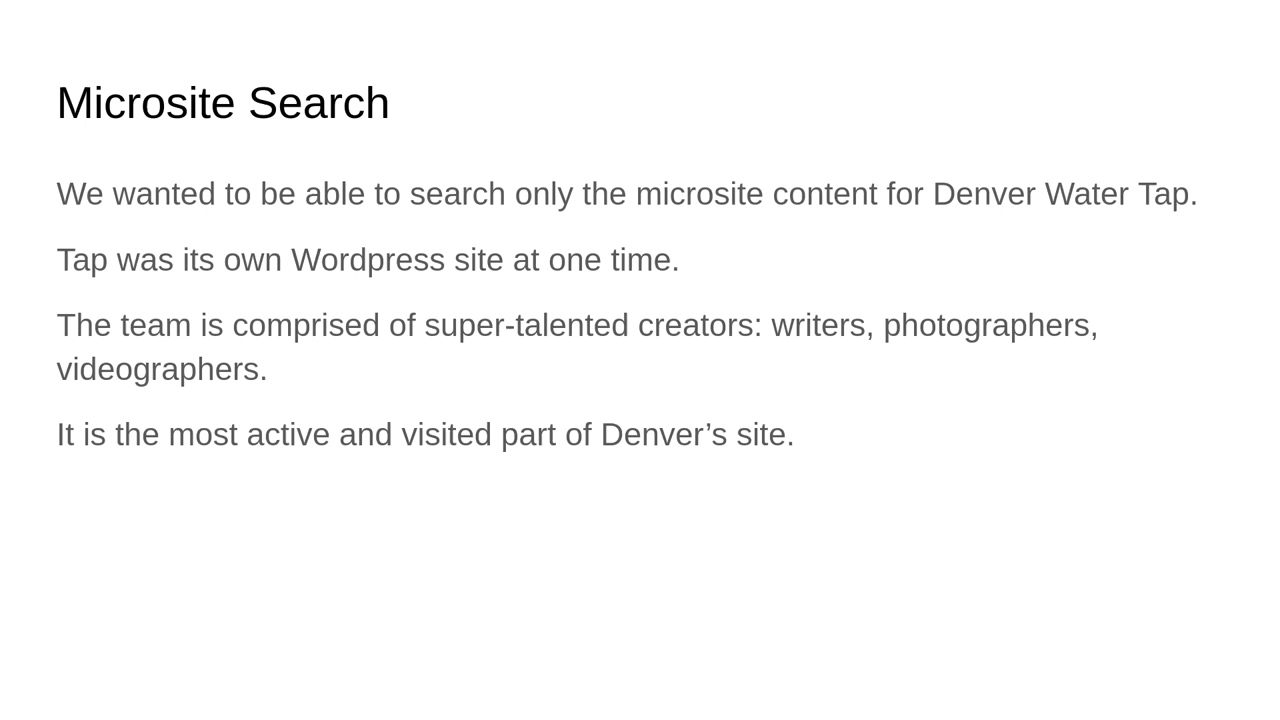 Microsite Search
We wanted to be able to search only the microsite content for Denver Water Tap.
Tap was its own Wordpress site at one time.
The team is comprised of super-talented creators: writers, photographers,
videographers.
It is the most active and visited part of Denver’s site.